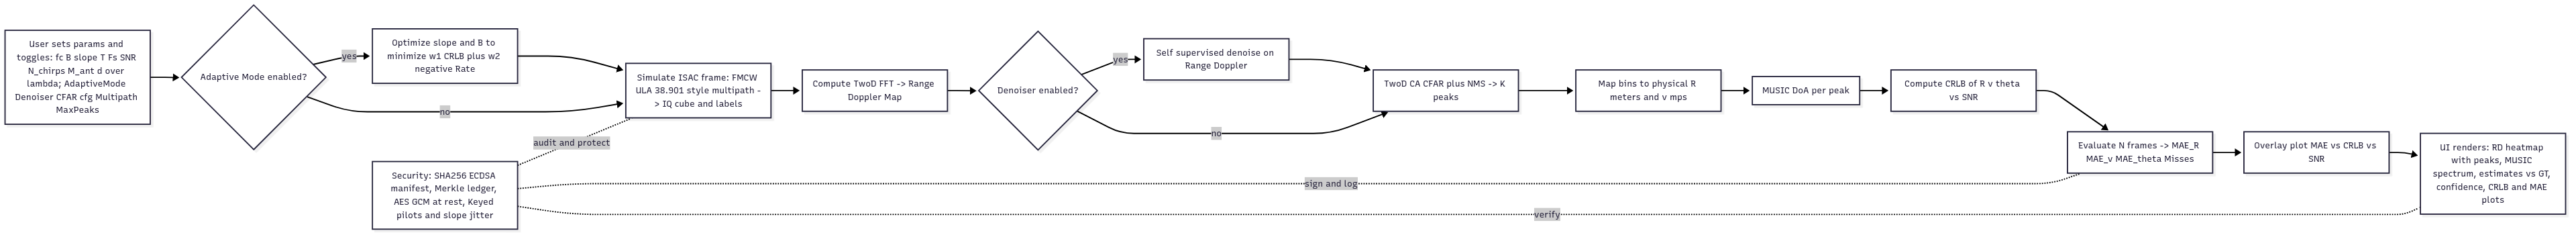 User sets params and
toggles: fc B slope T Fs SNR
N_chirps M_ant d over
lambda; AdaptiveMode
Denoiser CFAR cfg Multipath
MaxPeaks
Adaptive Mode enabled?
yes
Optimize slope and B to
minimize w1 CRLB plus w2
negative Rate
no
Simulate ISAC frame: FMCW
ULA 38.901 style multipath -
> IQ cube and labels
audit and protect
Security: SHA256 ECDSA
manifest, Merkle ledger,
AES GCM at rest, Keyed
pilots and slope jitter
Compute TwoD FFT -> Range
Doppler Map
Denoiser enabled?
yes
Self supervised denoise on
Range Doppler
no
TwoD CA CFAR plus NMS -> K
peaks
Map bins to physical R
meters and v mps
MUSIC DoA per peak
Compute CRLB of R v theta
vs SNR
Evaluate N frames -> MAE_R
MAE_v MAE_theta Misses
sign and log
Overlay plot MAE vs CRLB vs
SNR
verify
UI renders: RD heatmap
with peaks, MUSIC
spectrum, estimates vs GT,
confidence, CRLB and MAE
plots